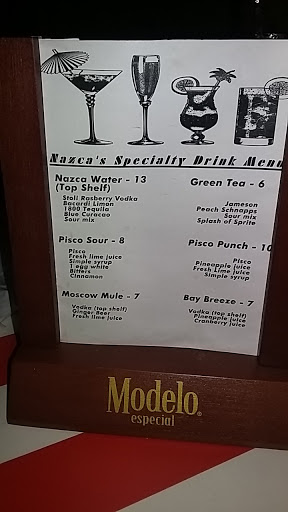 Nazca's Specialty Drink Menu
Nazca Water - 13
(Top Shelf)
Stoli Rasberry Vodka
Bacardi Limon
1800 Tequila
Blue Curacao
Sour mix
Green Tea - 6
Jameson
Peach Schnapps
Sour mix
Splash of Sprite
Pisco Sour - 8
Pisco
Fresh lime juice
Simple syrup
1 egg white
Bitters
Cinnamon
Pisco Punch - 10
Pisco
Pineapple juice
Fresh Lime juice
Simple syrup
Moscow Mule - 7
Vodka (top shelf)
Ginger Beer
Fresh lime juice
Bay Breeze - 7
Vodka (top shelf)
Pineapple juice
Cranberry juice
Modelo®
especial